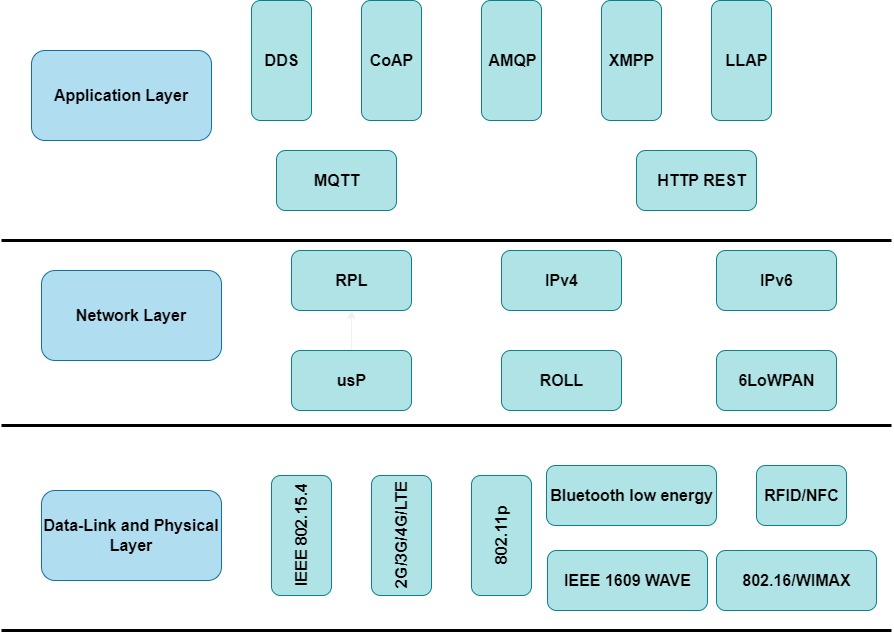 DDS
CoAP
AMQP
XMPP
LLAP
Application Layer
MQTT
HTTP REST
RPL
IPv4
IPv6
Network Layer
usP
ROLL
6LoWPAN
Data-Link and Physical
Layer
IEEE 802.15.4
2G/3G/4G/LTE
802.11p
Bluetooth low energy
RFID/NFC
IEEE 1609 WAVE
802.16/WIMAX